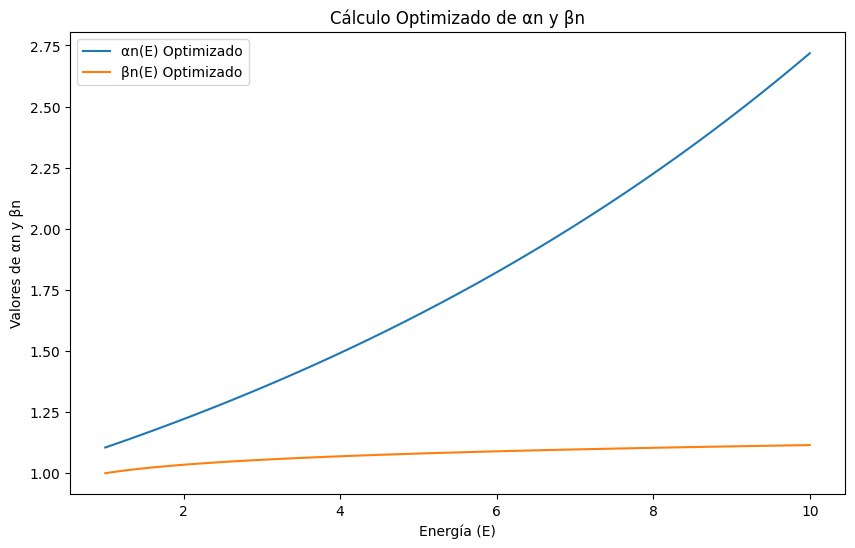 Cálculo Optimizado de αn y βn
αn(E) Optimizado
βn(E) Optimizado
Valores de αn y βn
2.75
2.50
2.25
2.00
1.75
1.50
1.25
1.00
2 4 6 8 10
Energía (E)